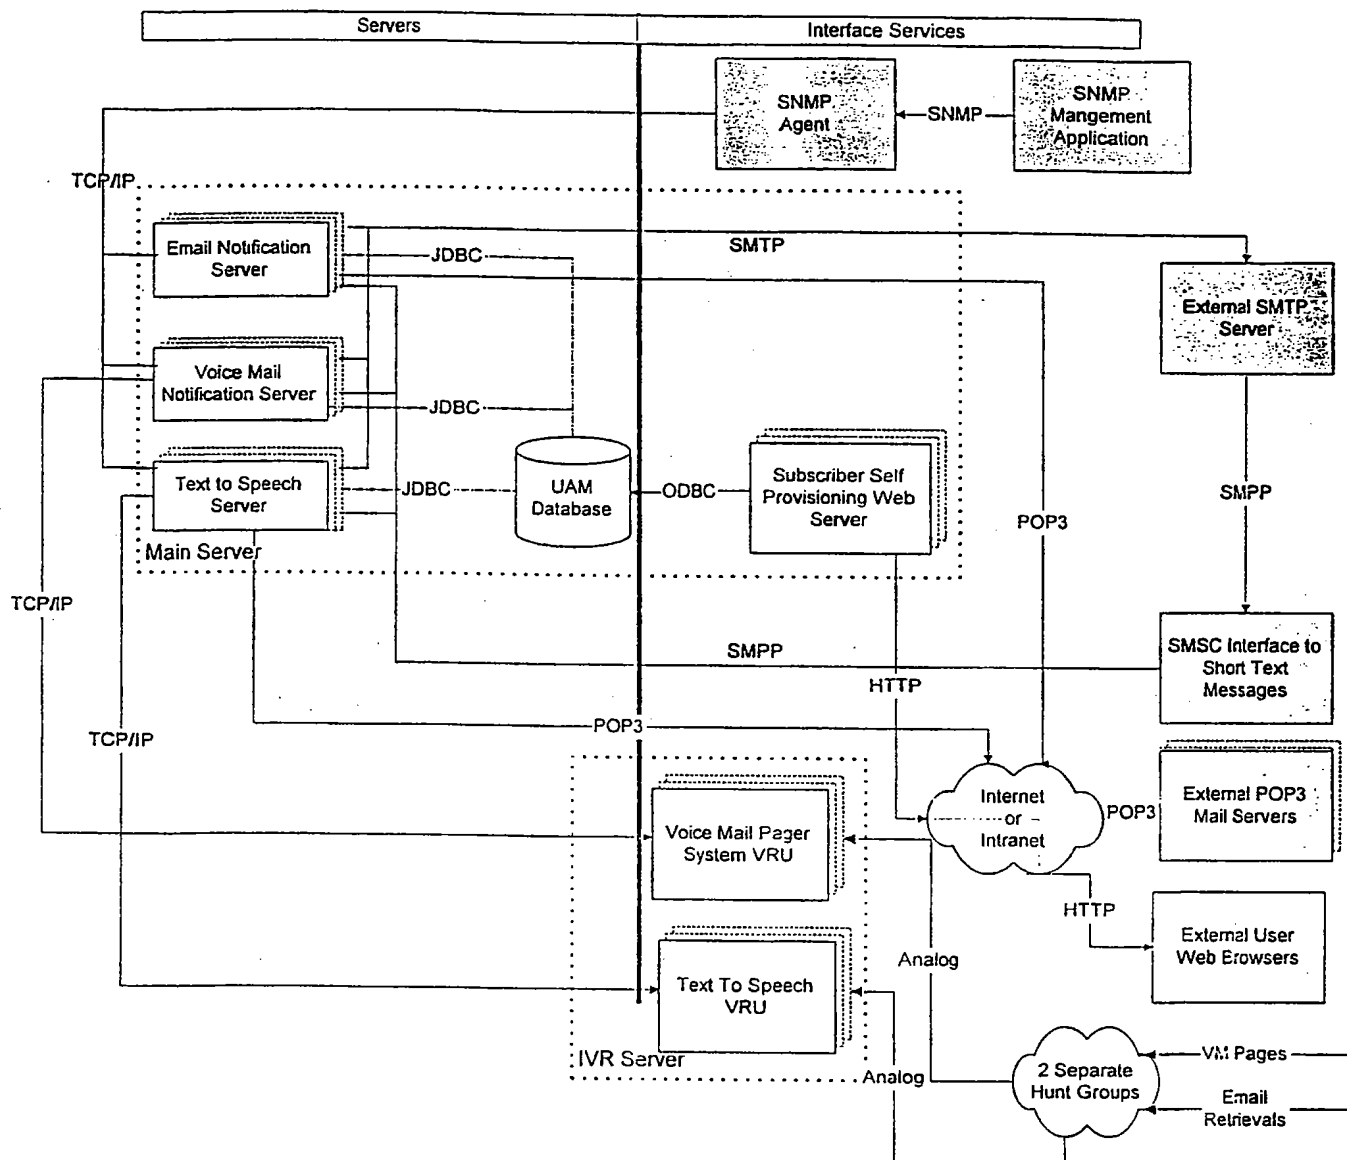 Servers
Interface Services
SNMP
Agent
SNMP
SNMP
Mangement
Application
TCP/IP
Email Notification
Server
JDBC
SMTP
External SMTP
Server
Voice Mail
Notification Server
JDBC
Text to Speech
Server
JDBC
UAM
Database
ODBC
Subscriber Self
Provisioning Web
Server
POP3
SMPP
Main Server
TCP/IP
SMPP
HTTP
SMSC Interface to
Short Text
Messages
TCP/IP
POP3
Internet
or
Intranet
POP3
External POP3
Mail Servers
Voice Mail Pager
System VRU
HTTP
External User
Web Browsers
Analog
Text To Speech
VRU
IVR Server
Analog
2 Separate
Hunt Groups
VM Pages
Email
Retrievals